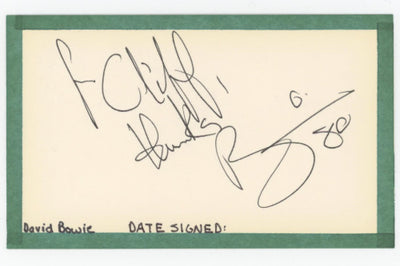 for Cliff,
Thanks,
B 88
David Bowie DATE SIGNED: